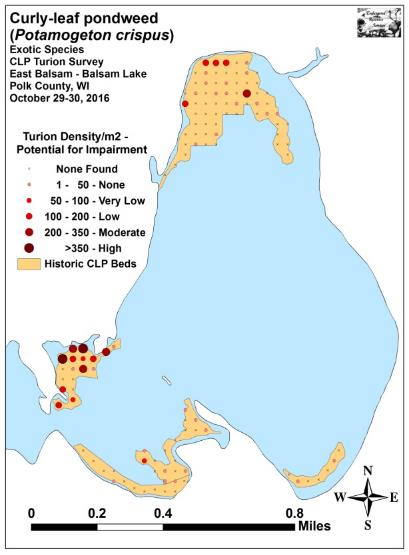 Curly-leaf pondweed
(Potamogeton crispus)
Exotic Species
CLP Turion Survey
East Balsam - Balsam Lake
Polk County, WI
October 29-30, 2016
Turion Density/m2 -
Potential for Impairment
None Found
1 - 50 - None
50 - 100 - Very Low
100 - 200 - Low
200 - 350 - Moderate
>350 - High
Historic CLP Beds
N
W E
S
0 0.2 0.4 0.8
Miles